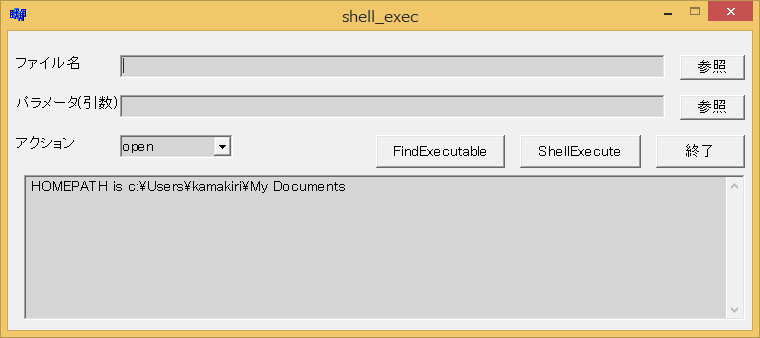 shell_exec
ファイル名
参照
パラメータ(引数)
参照
アクション
open
FindExecutable
ShellExecute
終了
HOMEPATH is c:¥Users¥kamakiri¥My Documents